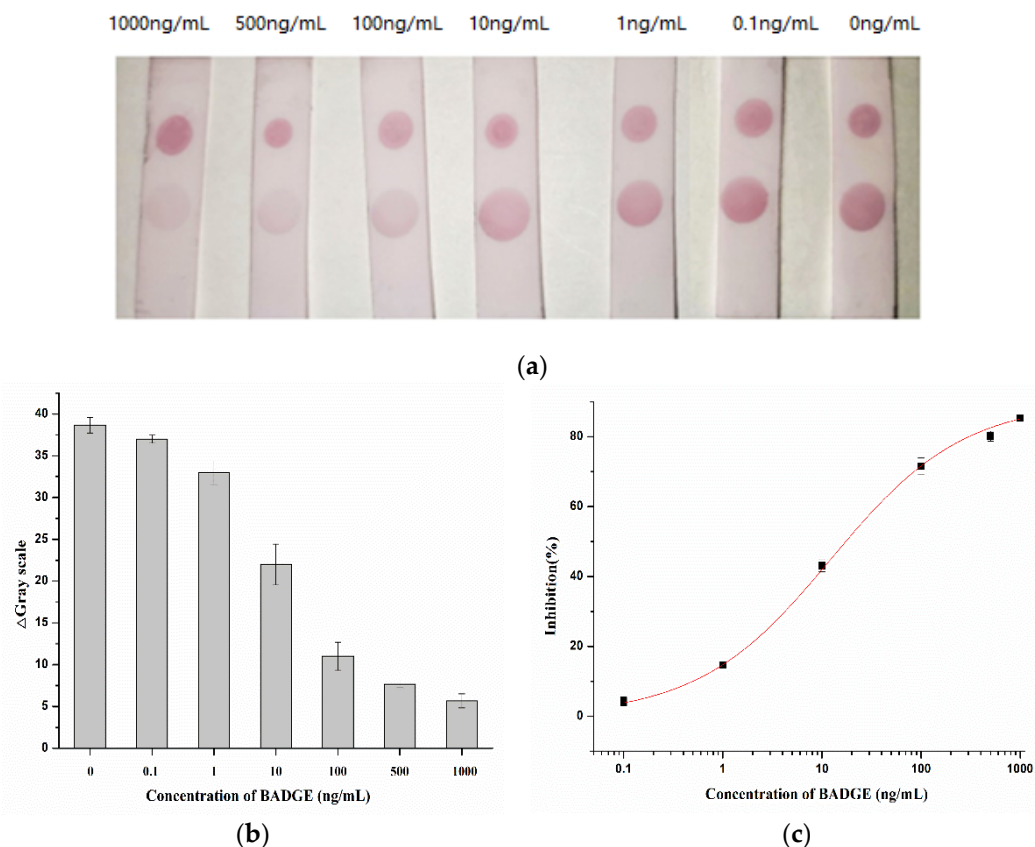 1000ng/mL 500ng/mL 100ng/mL 10ng/mL 1ng/mL 0.1ng/mL 0ng/mL
(a)
40
35
30
25
20
15
10
5
0
△Gray scale
0 0.1 1 10 100 500 1000
Concentration of BADGE (ng/mL)
(b)
80
60
40
20
0
Inhibition(%)
0.1 1 10 100 1000
Concentration of BADGE (ng/mL)
(c)